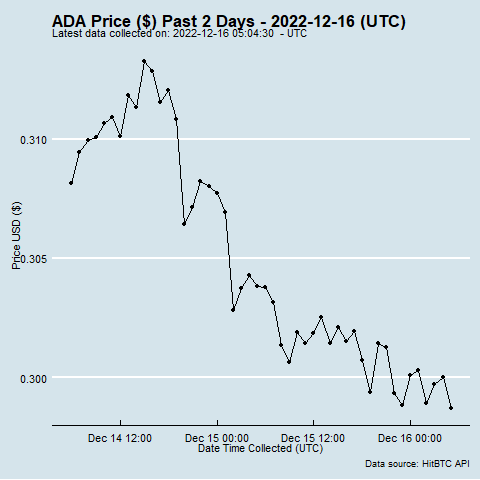 ADA Price ($) Past 2 Days - 2022-12-16 (UTC)
Latest data collected on: 2022-12-16 05:04:30 - UTC
0.310
0.305
0.300
Price USD ($)
Dec 14 12:00 Dec 15 00:00 Dec 15 12:00 Dec 16 00:00
Date Time Collected (UTC)
Data source: HitBTC API